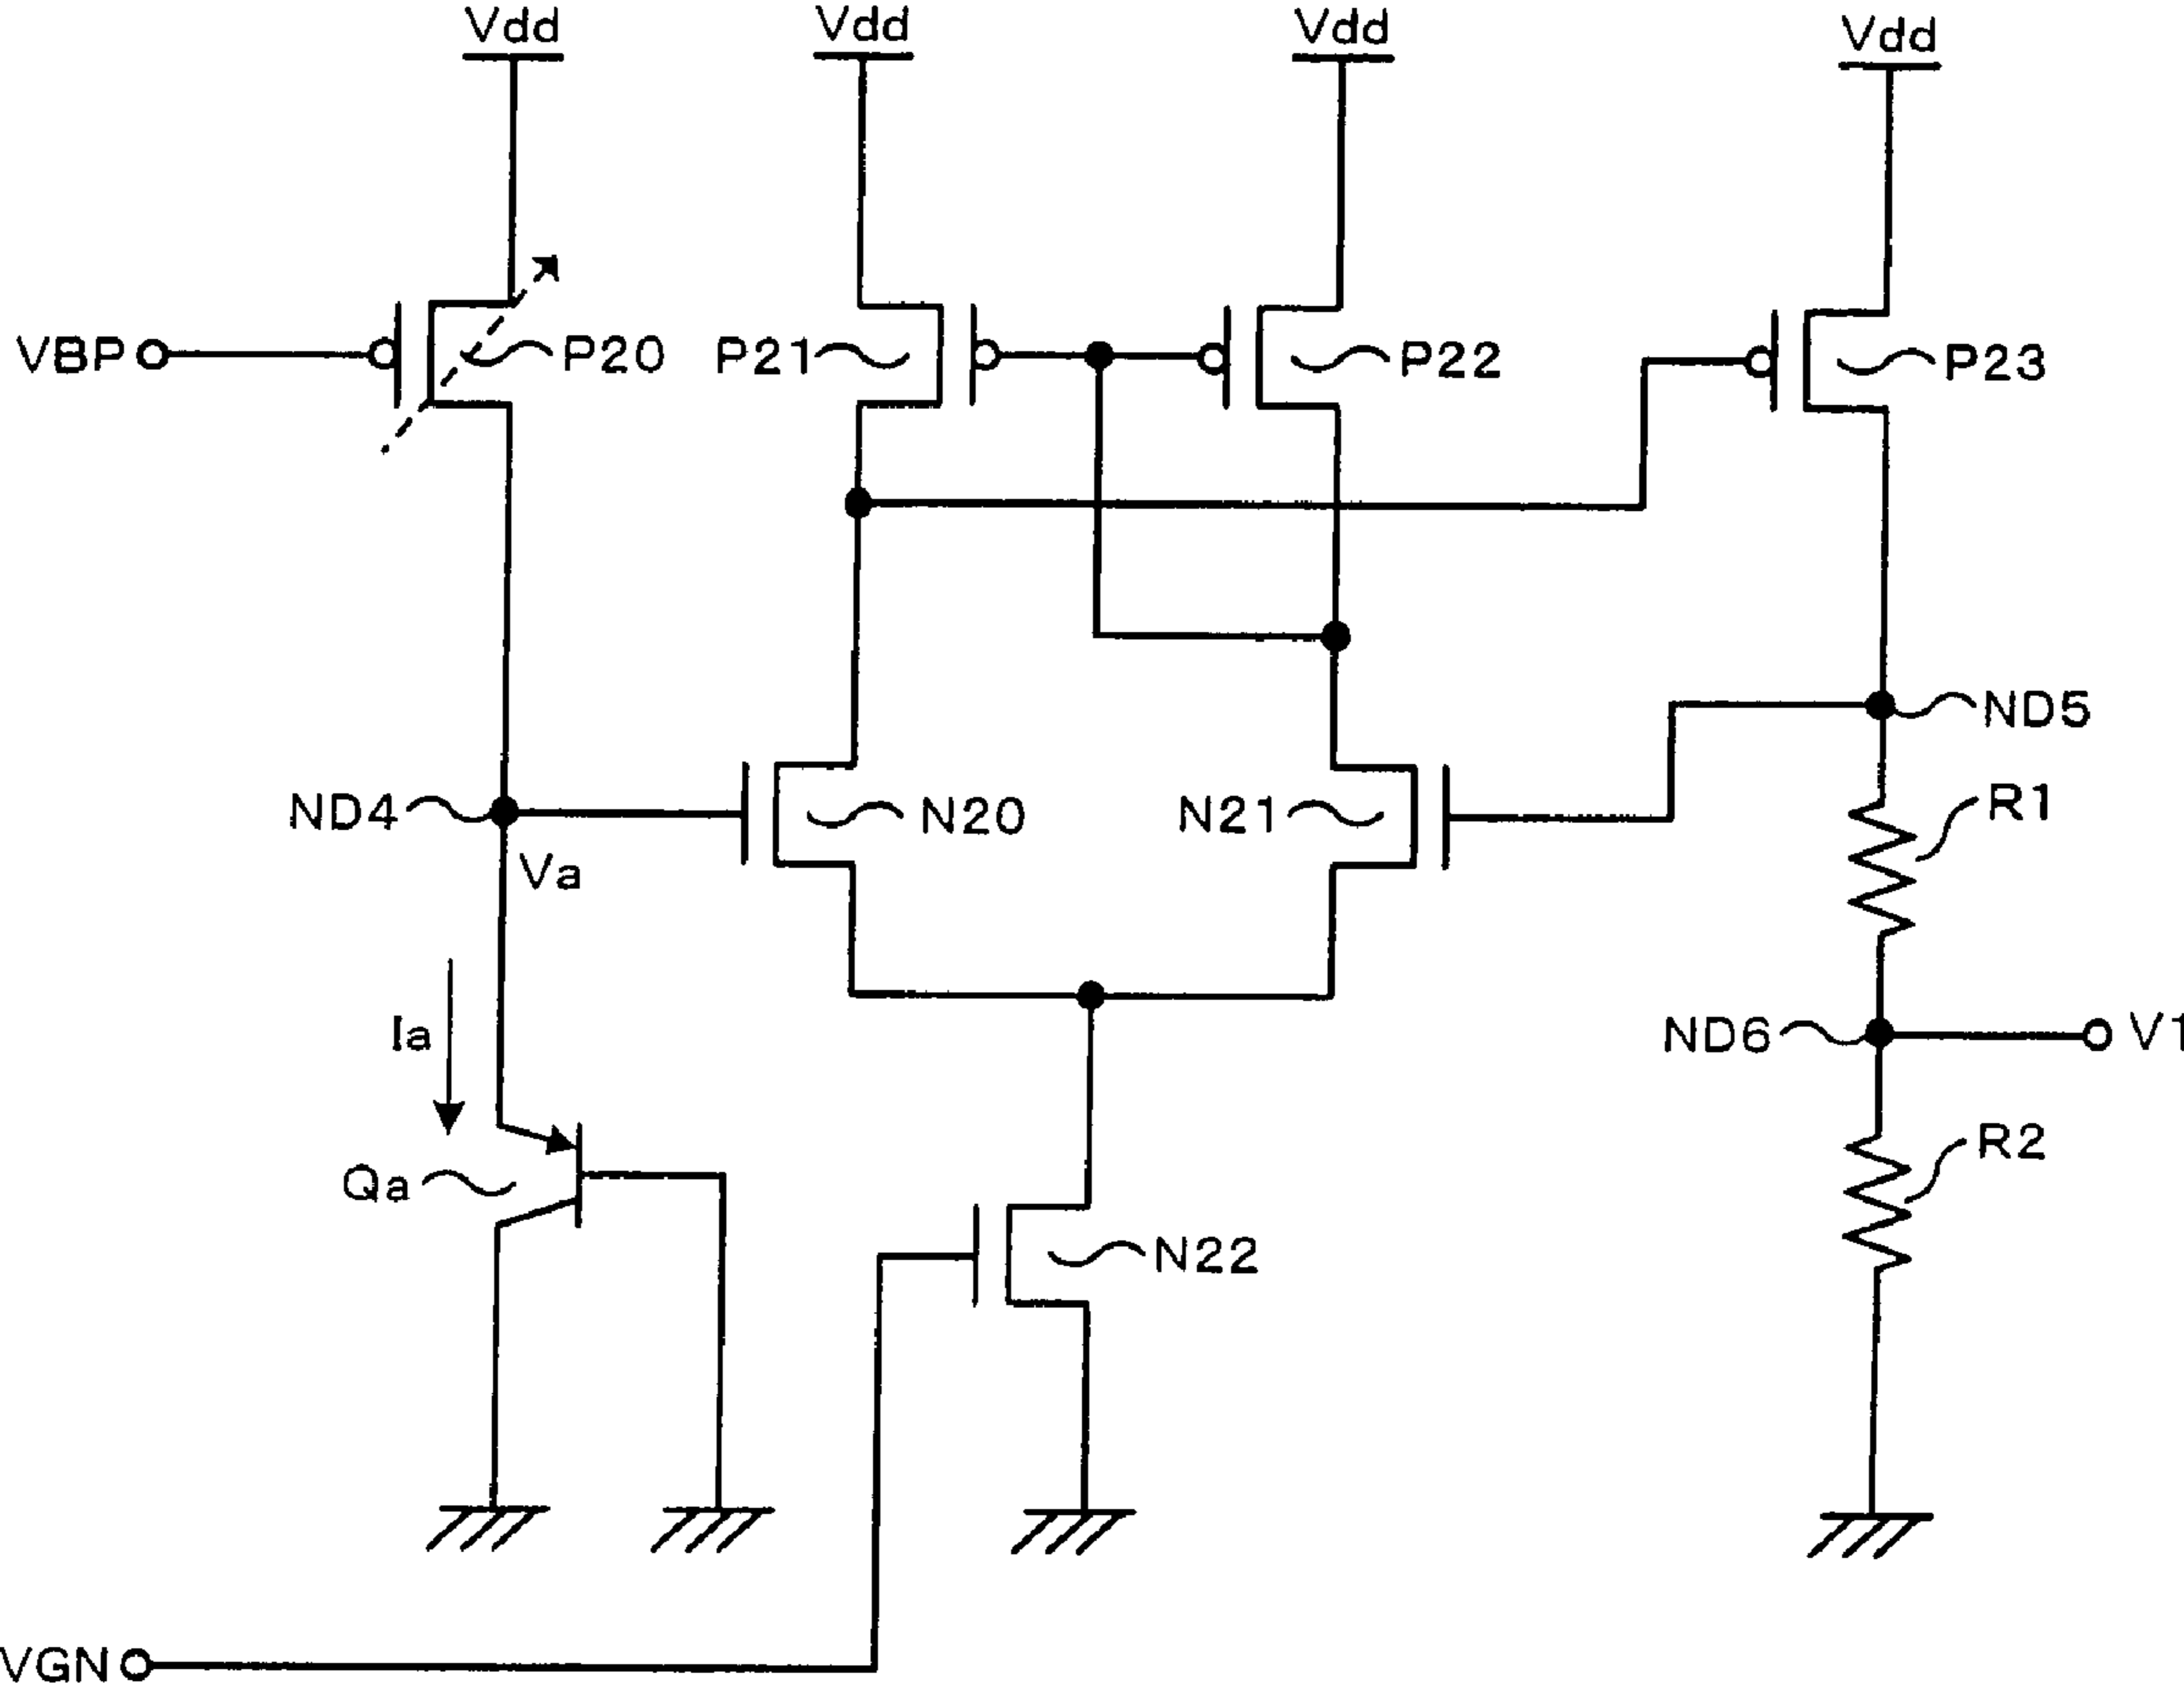 Vdd Vdd Vdd Vdd
VBP P20 P21 P22 P23
ND5
R1
ND4 N20 N21
Va
Ia ND6 V1
R2
Qa
N22
VGN